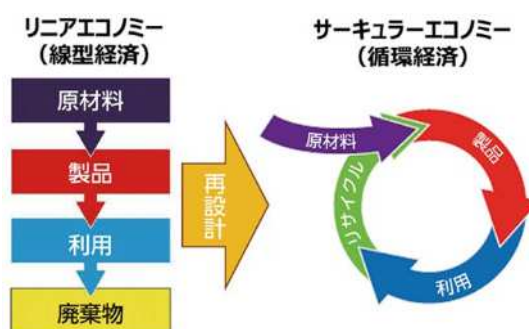 リニアエコノミー
(線型経済)
原材料
製品
利用
廃棄物
再設計
サーキュラーエコノミー
(循環経済)
原材料
製品
利用
リサイクル